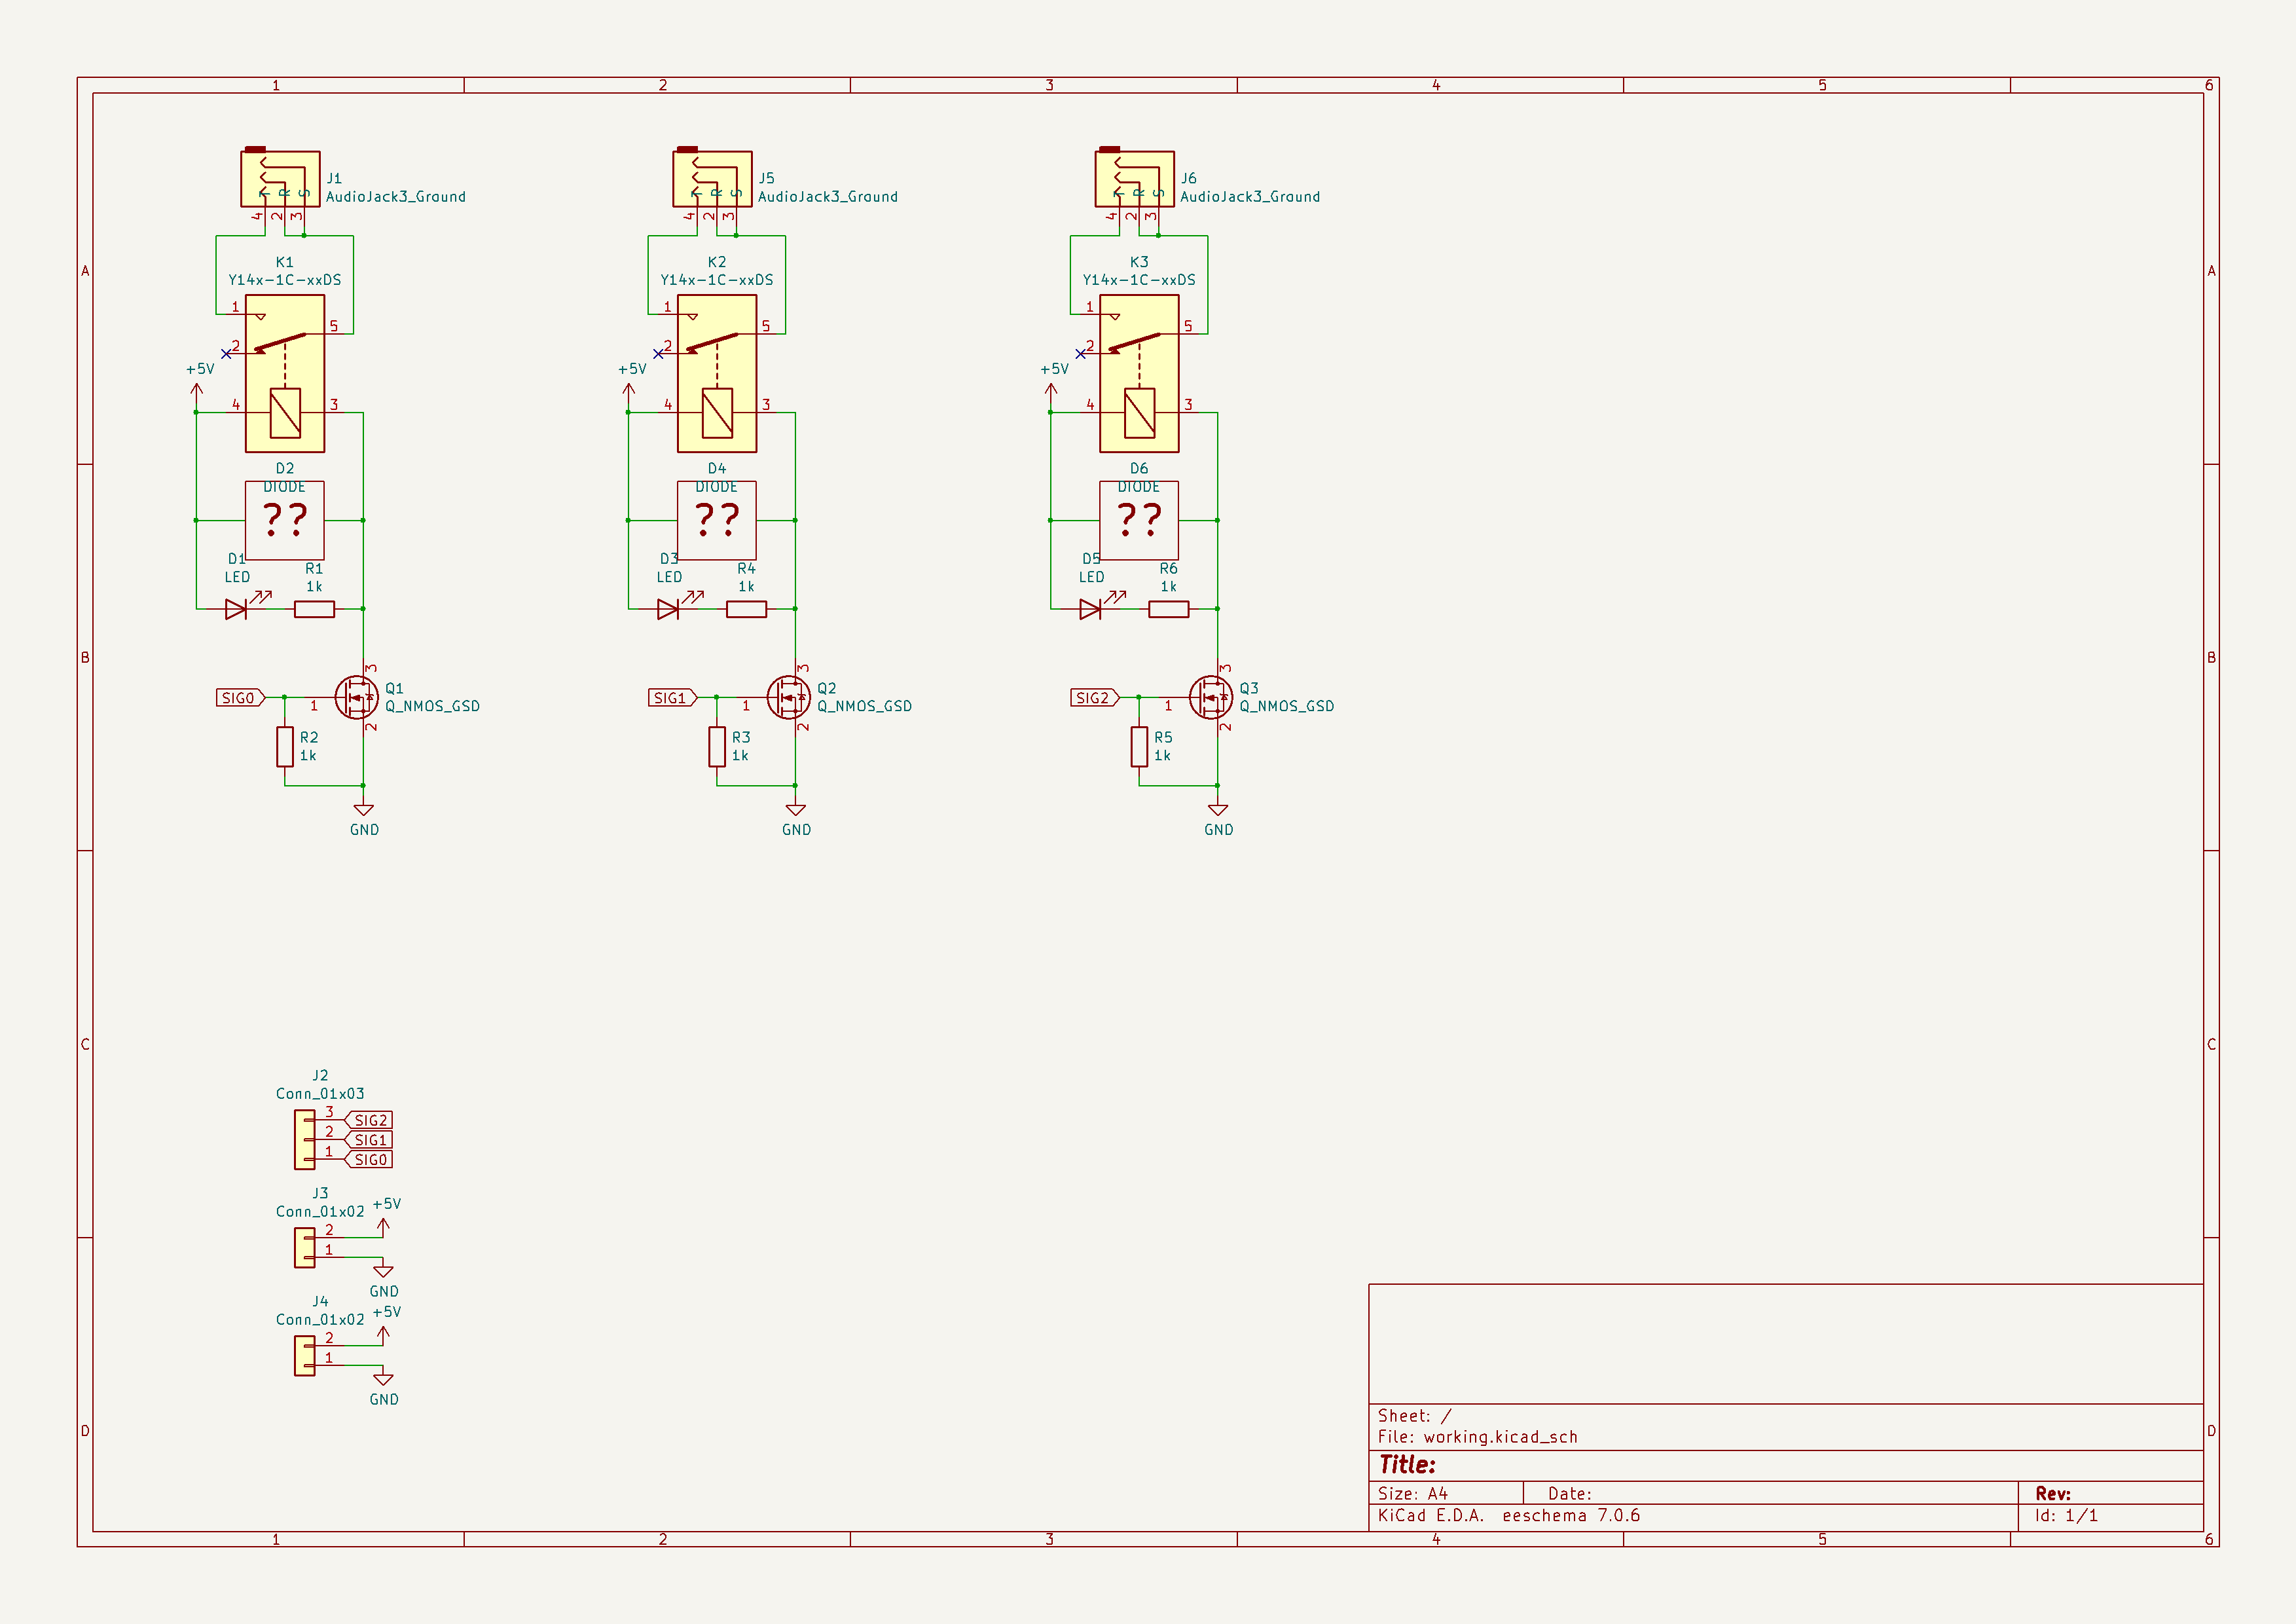 1 2 3 4 5 6
J1
AudioJack3_Ground
T R S
4 2 3
J5
AudioJack3_Ground
T R S
4 2 3
J6
AudioJack3_Ground
T R S
4 2 3
A A
K1
Y14x-1C-xxDS
1
5
2
+5V
4 3
K2
Y14x-1C-xxDS
1
5
2
+5V
4 3
K3
Y14x-1C-xxDS
1
5
2
+5V
4 3
D2
DIODE
??
D1
LED
R1
1k
D4
DIODE
??
D3
LED
R4
1k
D6
DIODE
??
D5
LED
R6
1k
B B
SIG0
1
3
2
Q1
Q_NMOS_GSD
R2
1k
GND
SIG1
1
3
2
Q2
Q_NMOS_GSD
R3
1k
GND
SIG2
1
3
2
Q3
Q_NMOS_GSD
R5
1k
GND
C C
J2
Conn_01x03
3 SIG2
2 SIG1
1 SIG0
J3
Conn_01x02
+5V
2
1
GND
J4
Conn_01x02
+5V
2
1
GND
D D
Sheet: /
File: working.kicad_sch
Title:
Size: A4 Date: Rev:
KiCad E.D.A. eeschema 7.0.6 Id: 1/1
1 2 3 4 5 6